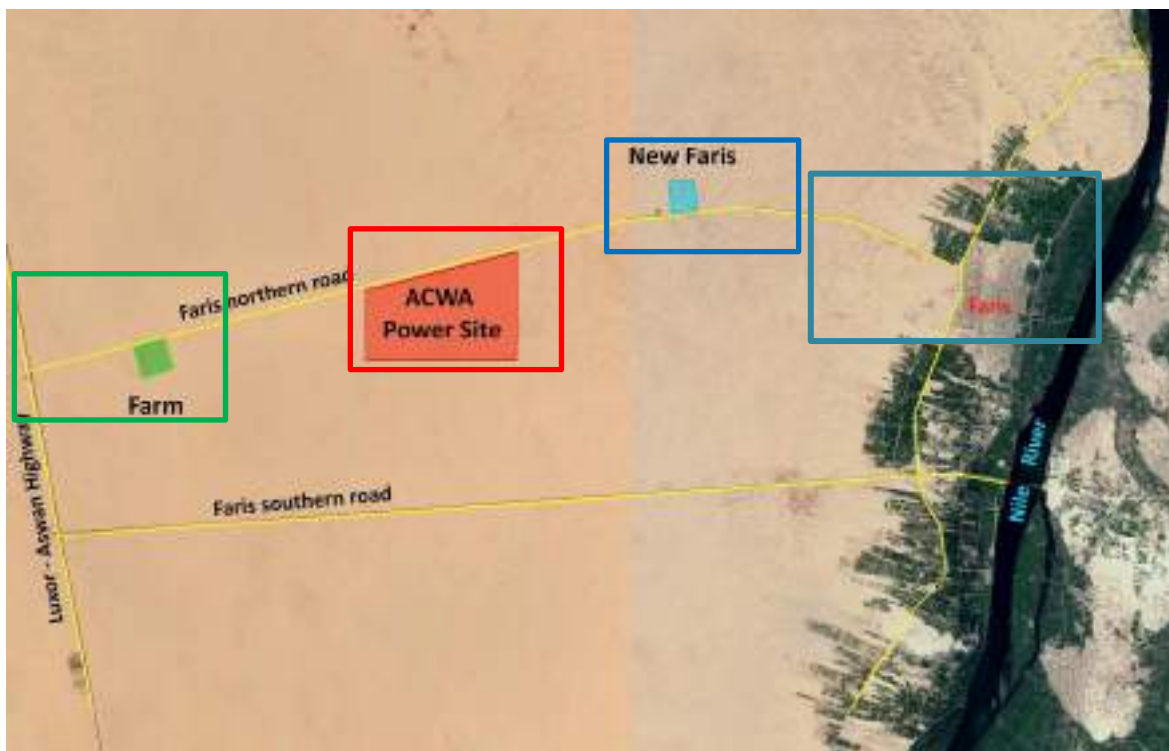 New Faris
Faris northern road
ACWA
Power Site
Faris
Farm
Nile River
Faris southern road
Luxor - Aswan Highway